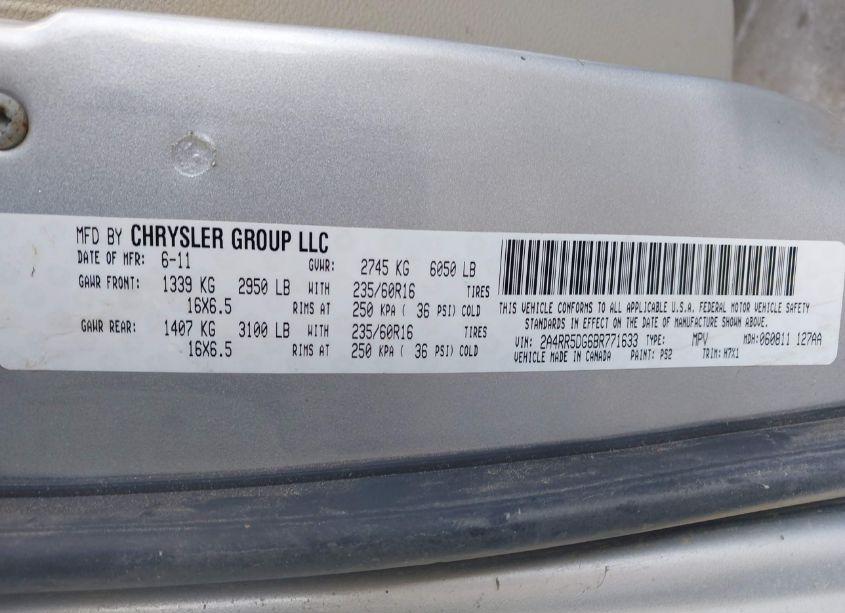 MFD BY CHRYSLER GROUP LLC
DATE OF MFR: 6-11 GVWR: 2745 KG 6050 LB
GAWR FRONT: 1339 KG 2950 LB WITH 235/60R16 TIRES
16X6.5 RIMS AT 250 KPA ( 36 PSI) COLD
GAWR REAR: 1407 KG 3100 LB WITH 235/60R16 TIRES
16X6.5 RIMS AT 250 KPA ( 36 PSI) COLD
THIS VEHICLE CONFORMS TO ALL APPLICABLE U.S.A. FEDERAL MOTOR VEHICLE SAFETY
STANDARDS IN EFFECT ON THE DATE OF MANUFACTURE SHOWN ABOVE.
VIN: 2A4RR5DG6BR771633 TYPE: MPV MDH: 060811 127AA
VEHICLE MADE IN CANADA PAINT: PS2 TRIM: H7X1